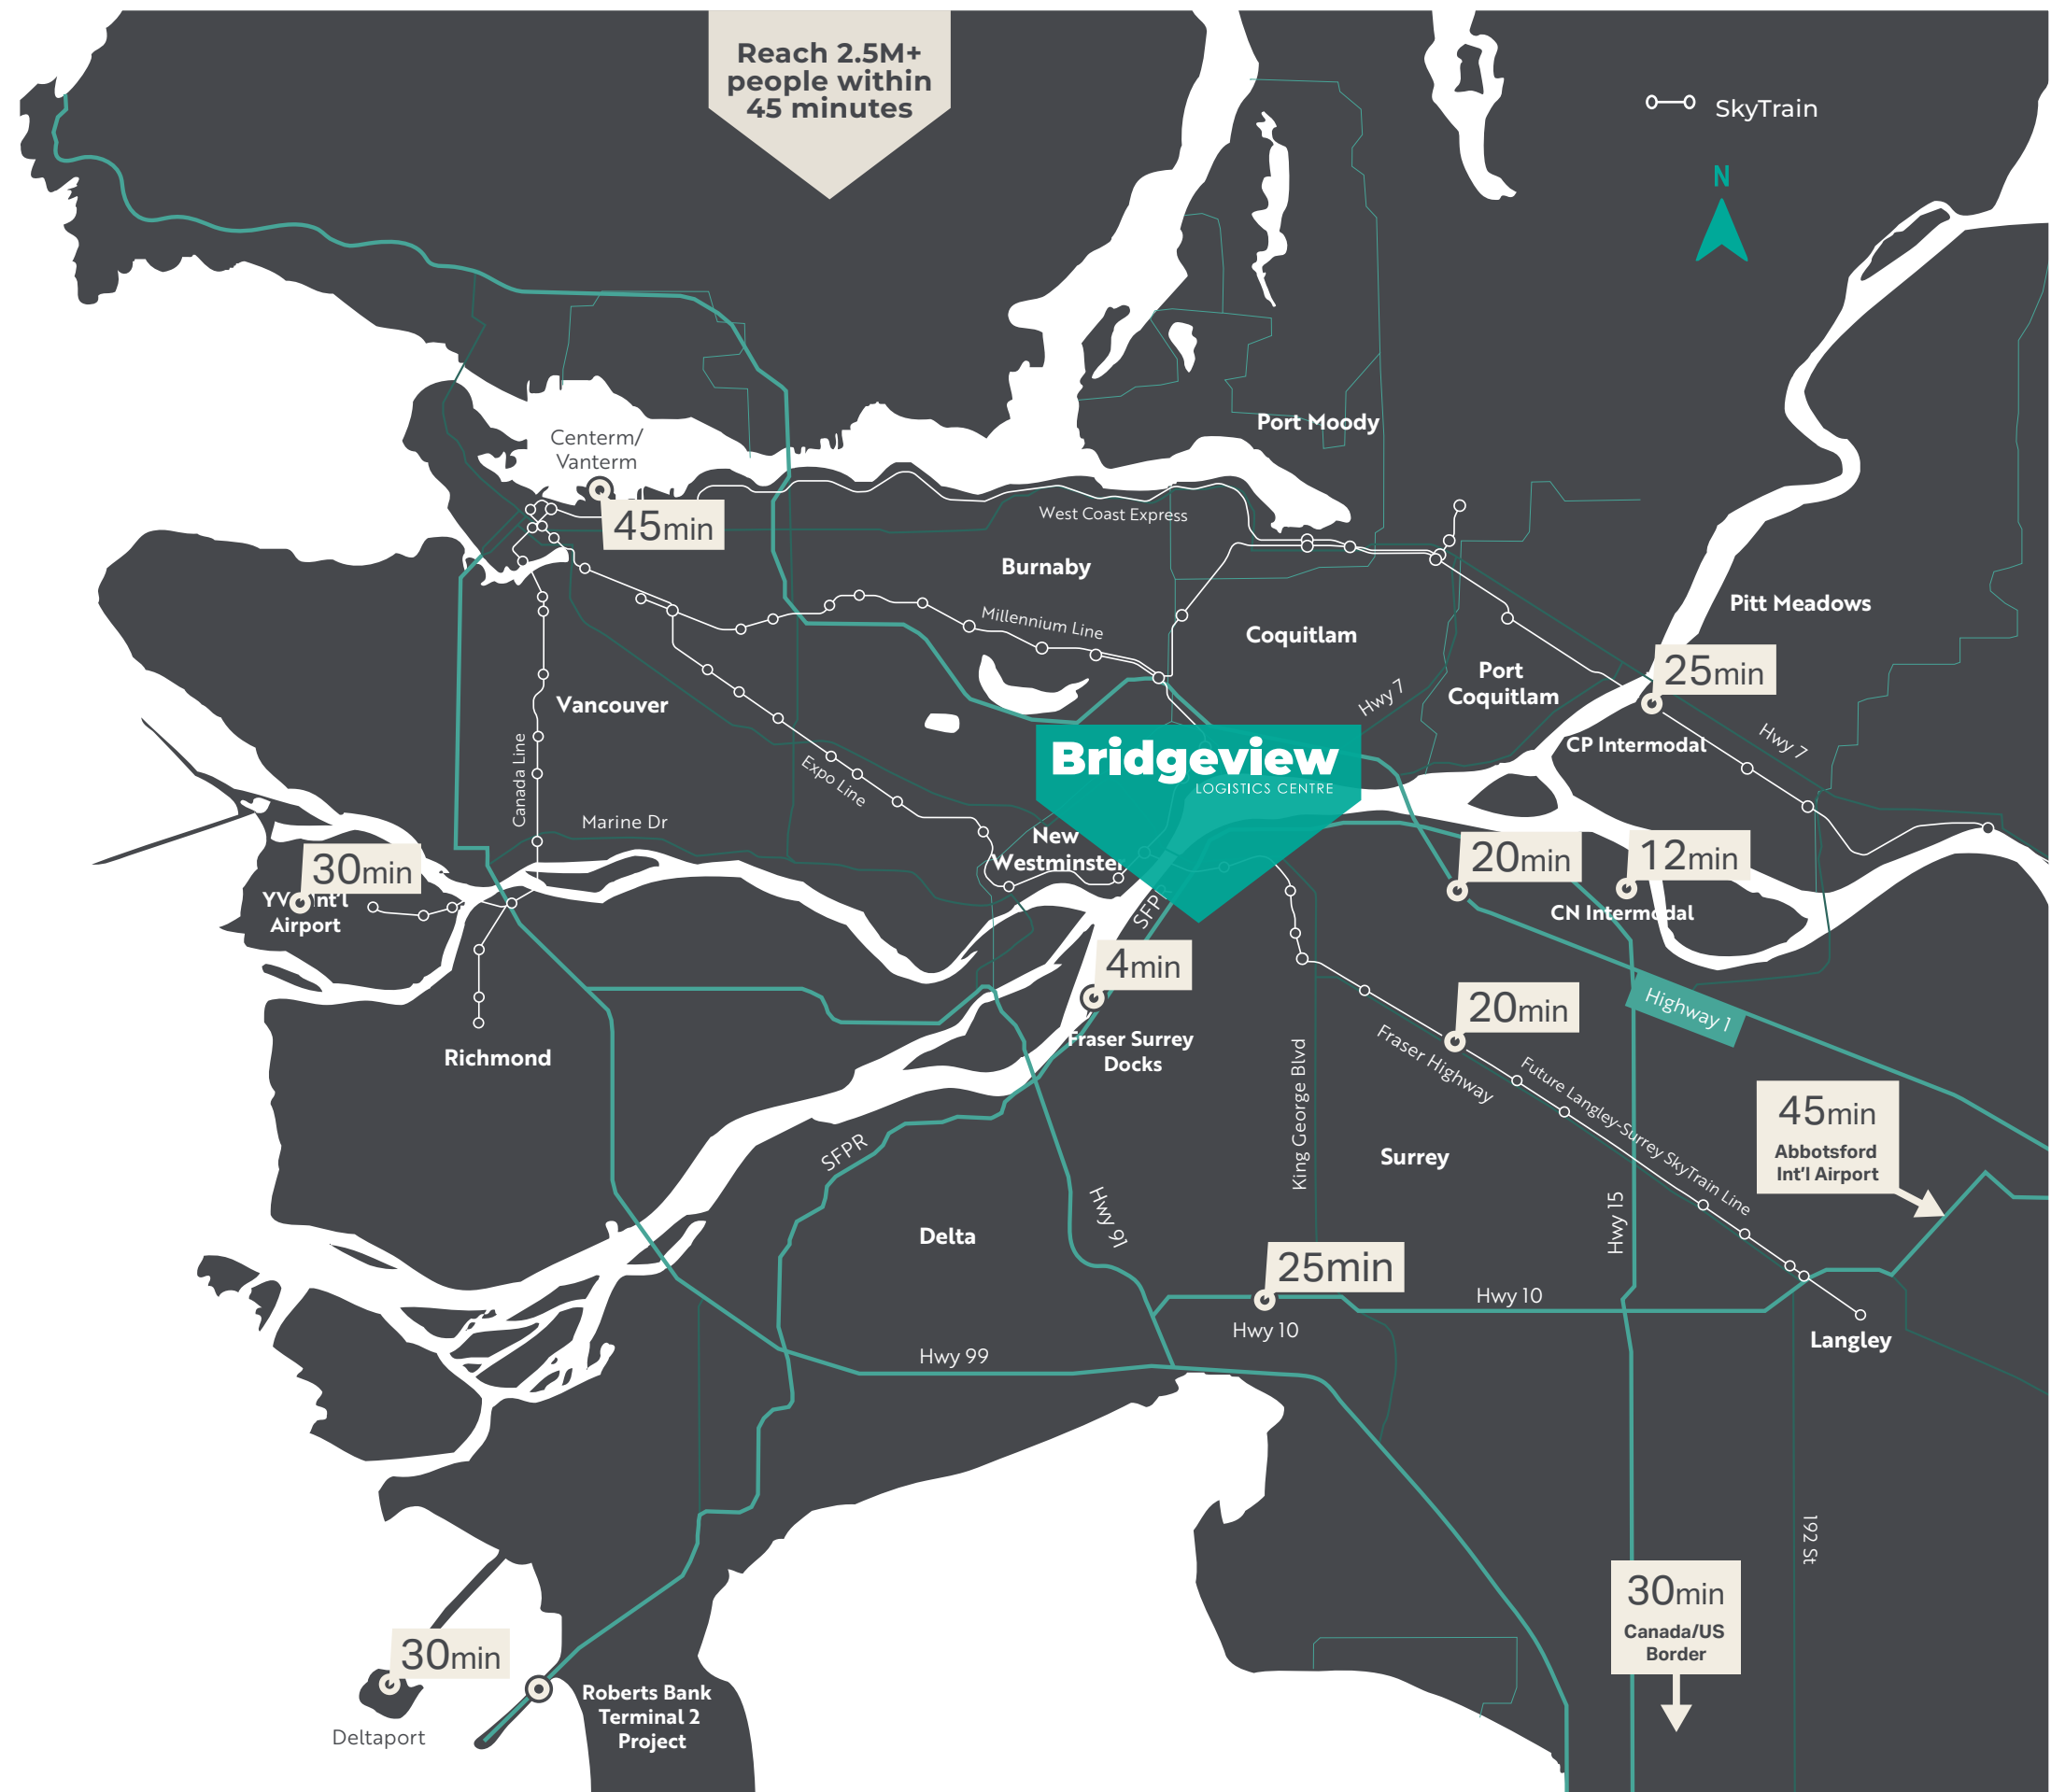 Reach 2.5M+
people within
45 minutes
SkyTrain
N
Port Moody
Centerm/
Vanterm
45min
West Coast Express
Burnaby
Millennium Line
Coquitlam
Pitt Meadows
Port
Coquitlam
25min
CP Intermodal
Hwy 7
Hwy 7
Vancouver
Canada Line
Expo Line
Marine Dr
Bridgeview
LOGISTICS CENTRE
New
Westminster
30min
Int'l
Airport
20min
12min
CN Intermodal
4min
Fraser Surrey
Docks
20min
Highway 1
Richmond
King George Blvd
Fraser Highway
Future Langley-Surrey SkyTrain Line
45min
Abbotsford
Int'l Airport
SFPR
Surrey
Delta
Hwy 91
Hwy 15
25min
Hwy 10
Hwy 10
Hwy 99
Langley
192 St
30min
Canada/US
Border
30min
Deltaport
Roberts Bank
Terminal 2
Project